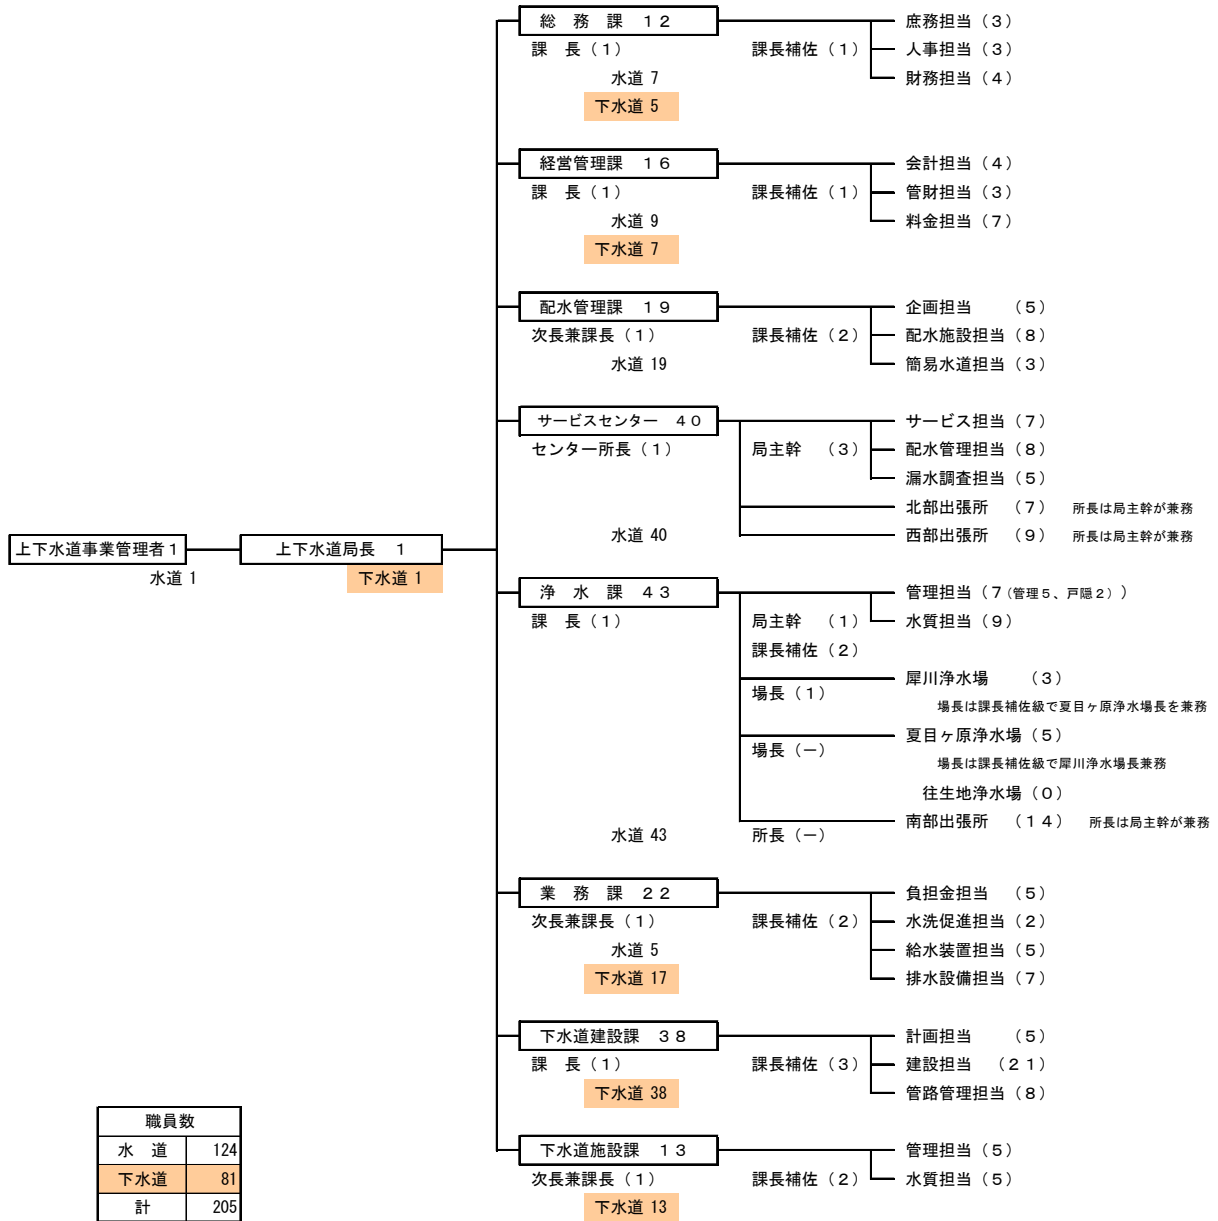 総　務　課　１２
庶務担当（３）
課　長（１）
課長補佐（１）
人事担当（３）
水道 7
財務担当（４）
下水道 5
経営管理課　１６
会計担当（４）
課　長（１）
課長補佐（１）
管財担当（３）
水道 9
料金担当（７）
下水道 7
配水管理課　１９
企画担当　　（５）
次長兼課長（１）
課長補佐（２）
配水施設担当（８）
水道 19
簡易水道担当（３）
サービスセンター　４０
サービス担当（７）
センター所長（１）
局主幹　（３）
配水管理担当（８）
漏水調査担当（５）
北部出張所　（７）　所長は局主幹が兼務
水道 40
西部出張所　（９）　所長は局主幹が兼務
上下水道事業管理者１
水道 1
上下水道局長　１
下水道 1
浄　水　課　４３
管理担当（７(管理５、戸隠２)）
課　長（１）
局主幹　（１）
水質担当（９）
課長補佐（２）
犀川浄水場　　（３）
場長（１）
場長は課長補佐級で夏目ヶ原浄水場長を兼務
夏目ヶ原浄水場（５）
場長（－）
場長は課長補佐級で犀川浄水場長兼務
往生地浄水場（０）
南部出張所　（１４）　所長は局主幹が兼務
水道 43
所長（－）
業　務　課　２２
負担金担当　（５）
次長兼課長（１）
課長補佐（２）
水洗促進担当（２）
水道 5
給水装置担当（５）
下水道 17
排水設備担当（７）
下水道建設課　３８
計画担当　　（５）
課　長（１）
課長補佐（３）
建設担当　（２１）
下水道 38
管路管理担当（８）
下水道施設課　１３
管理担当（５）
次長兼課長（１）
課長補佐（２）
水質担当（５）
下水道 13
職員数
水　道　124
下水道　81
計　205